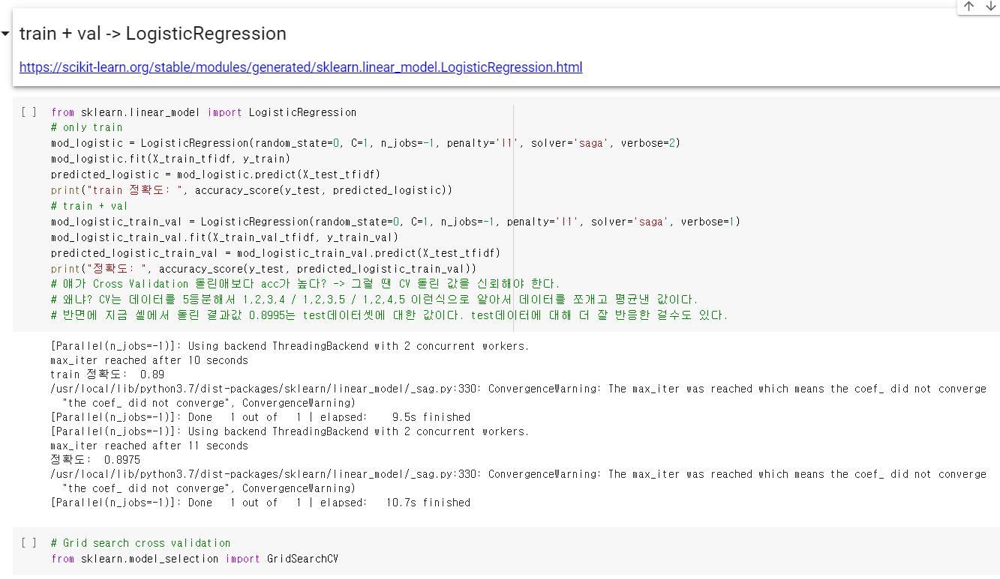 train + val -> LogisticRegression
https://scikit-learn.org/stable/modules/generated/sklearn.linear_model.LogisticRegression.html
[ ] from sklearn.linear_model import LogisticRegression
# only train
mod_logistic = LogisticRegression(random_state=0, C=1, n_jobs=-1, penalty='l1', solver='saga', verbose=2)
mod_logistic.fit(X_train_tfidf, y_train)
predicted_logistic = mod_logistic.predict(X_test_tfidf)
print("train 정확도: ", accuracy_score(y_test, predicted_logistic))
# train + val
mod_logistic_train_val = LogisticRegression(random_state=0, C=1, n_jobs=-1, penalty='l1', solver='saga', verbose=1)
mod_logistic_train_val.fit(X_train_val_tfidf, y_train_val)
predicted_logistic_train_val = mod_logistic_train_val.predict(X_test_tfidf)
print("정확도: ", accuracy_score(y_test, predicted_logistic_train_val))
# 얘가 Cross Validation 돌린애보다 acc가 높다? -> 그럴 땐 CV 돌린 값을 신뢰해야 한다.
# 왜냐? CV는 데이터를 5등분해서 1,2,3,4 / 1,2,3,5 / 1,2,4,5 이런식으로 알아서 데이터를 쪼개고 평균낸 값이다.
# 반면에 지금 셀에서 돌린 결과값 0.8995는 test데이터셋에 대한 값이다. test데이터에 대해 더 잘 반응한 걸수도 있다.
[Parallel(n_jobs=-1)]: Using backend ThreadingBackend with 2 concurrent workers.
max_iter reached after 10 seconds
train 정확도:  0.89
/usr/local/lib/python3.7/dist-packages/sklearn/linear_model/_sag.py:330: ConvergenceWarning: The max_iter was reached which means the coef_ did not converge
"the coef_ did not converge", ConvergenceWarning)
[Parallel(n_jobs=-1)]: Done   1 out of   1 | elapsed:    9.5s finished
[Parallel(n_jobs=-1)]: Using backend ThreadingBackend with 2 concurrent workers.
max_iter reached after 11 seconds
정확도:  0.8975
/usr/local/lib/python3.7/dist-packages/sklearn/linear_model/_sag.py:330: ConvergenceWarning: The max_iter was reached which means the coef_ did not converge
"the coef_ did not converge", ConvergenceWarning)
[Parallel(n_jobs=-1)]: Done   1 out of   1 | elapsed:   10.7s finished
[ ] # Grid search cross validation
from sklearn.model_selection import GridSearchCV